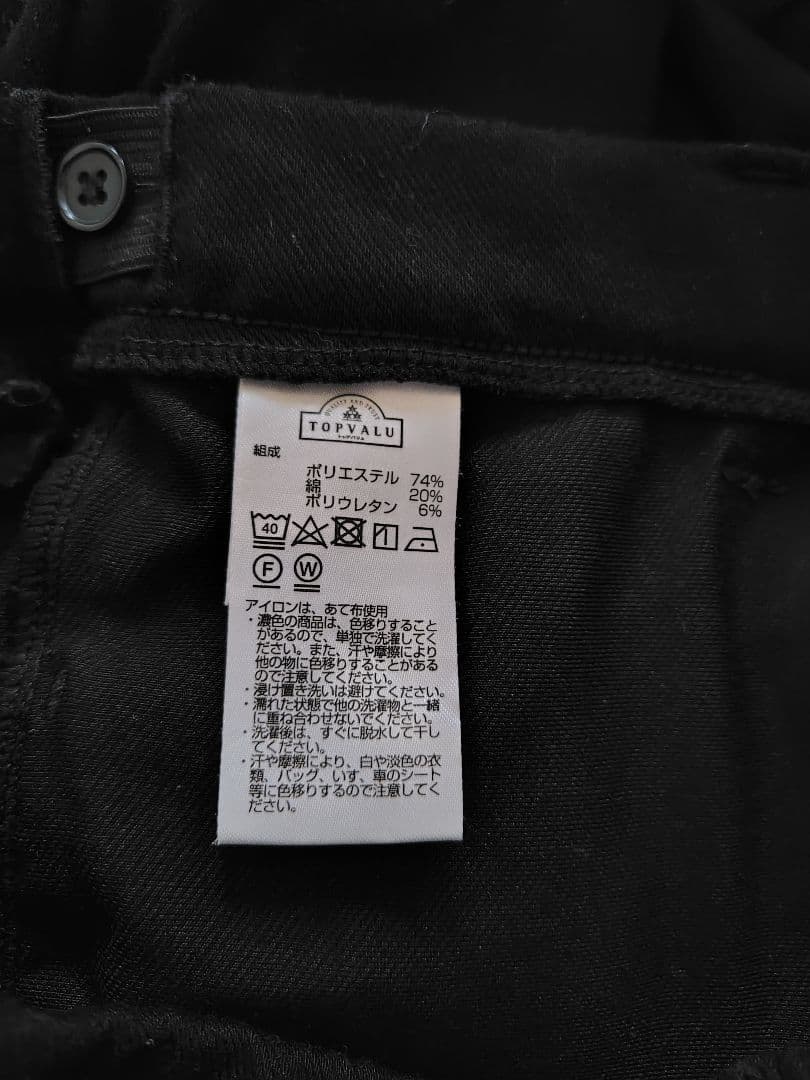 QUALITY AND TRUST
TOPVALU
トップバリュ
組成
ポリエステル 74%
綿 20%
ポリウレタン 6%
40
F W
アイロンは、あて布使用
・濃色の商品は、色移りすること
があるので、単独で洗濯してく
ださい。また、汗や摩擦により
他の物に色移りすることがある
ので注意してください。
・浸け置き洗いは避けてください。
・濡れた状態で他の洗濯物と一緒
に重ね合わせないでください。
・洗濯後は、すぐに脱水して干し
てください。
・汗や摩擦により、白や淡色の衣
類、バッグ、いす、車のシート
等に色移りするので注意してく
ださい。